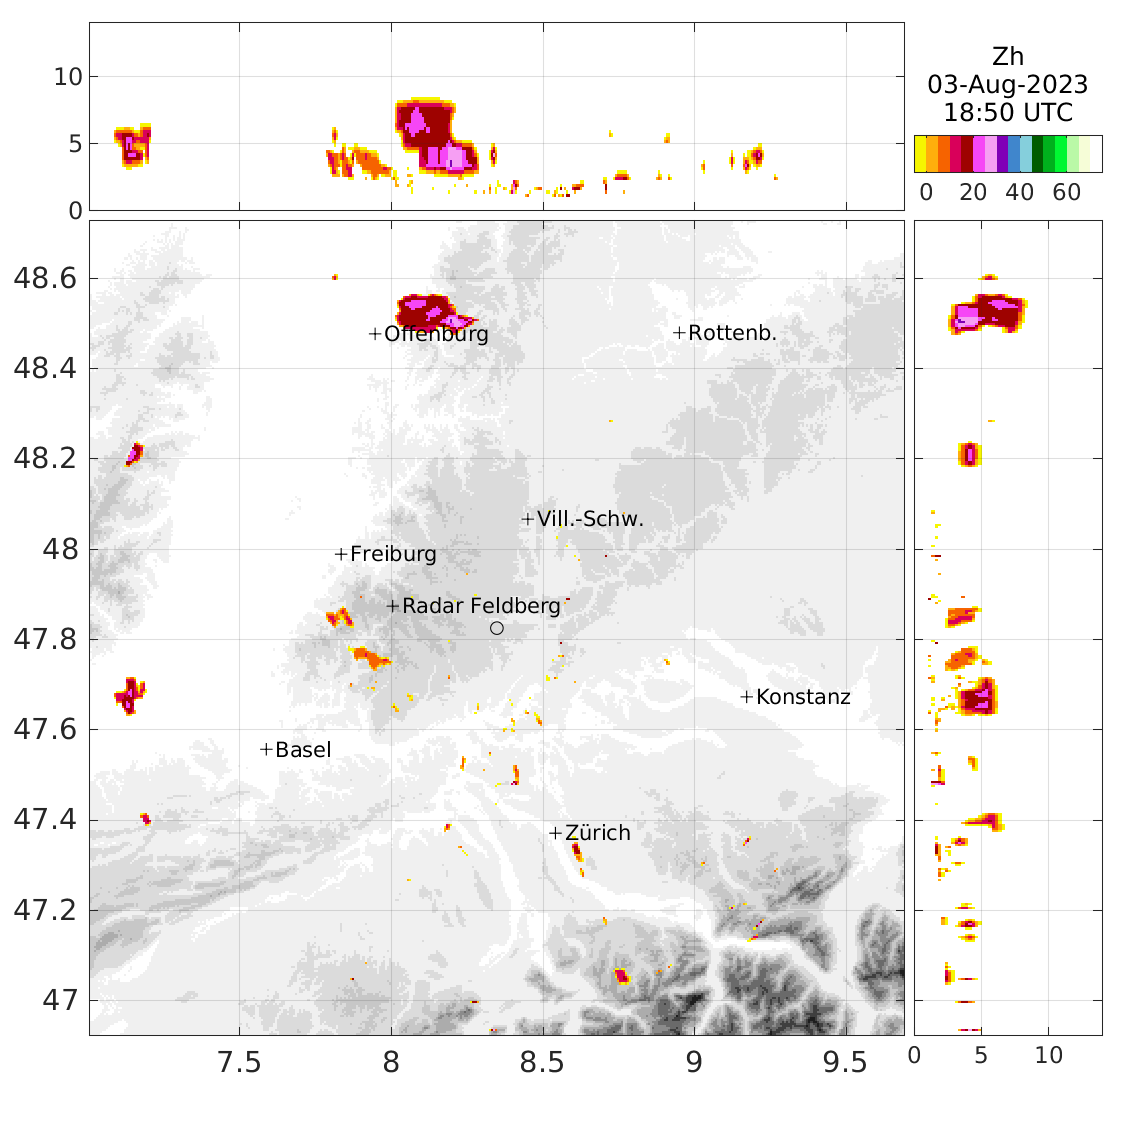 Zh
03-Aug-2023
18:50 UTC
0 20 40 60
10
5
0
48.6
48.4
48.2
48
47.8
47.6
47.4
47.2
47
Offenburg
Rottenb.
Vill.-Schw.
Freiburg
Radar Feldberg
Konstanz
Basel
Zürich
7.5 8 8.5 9 9.5
0 5 10